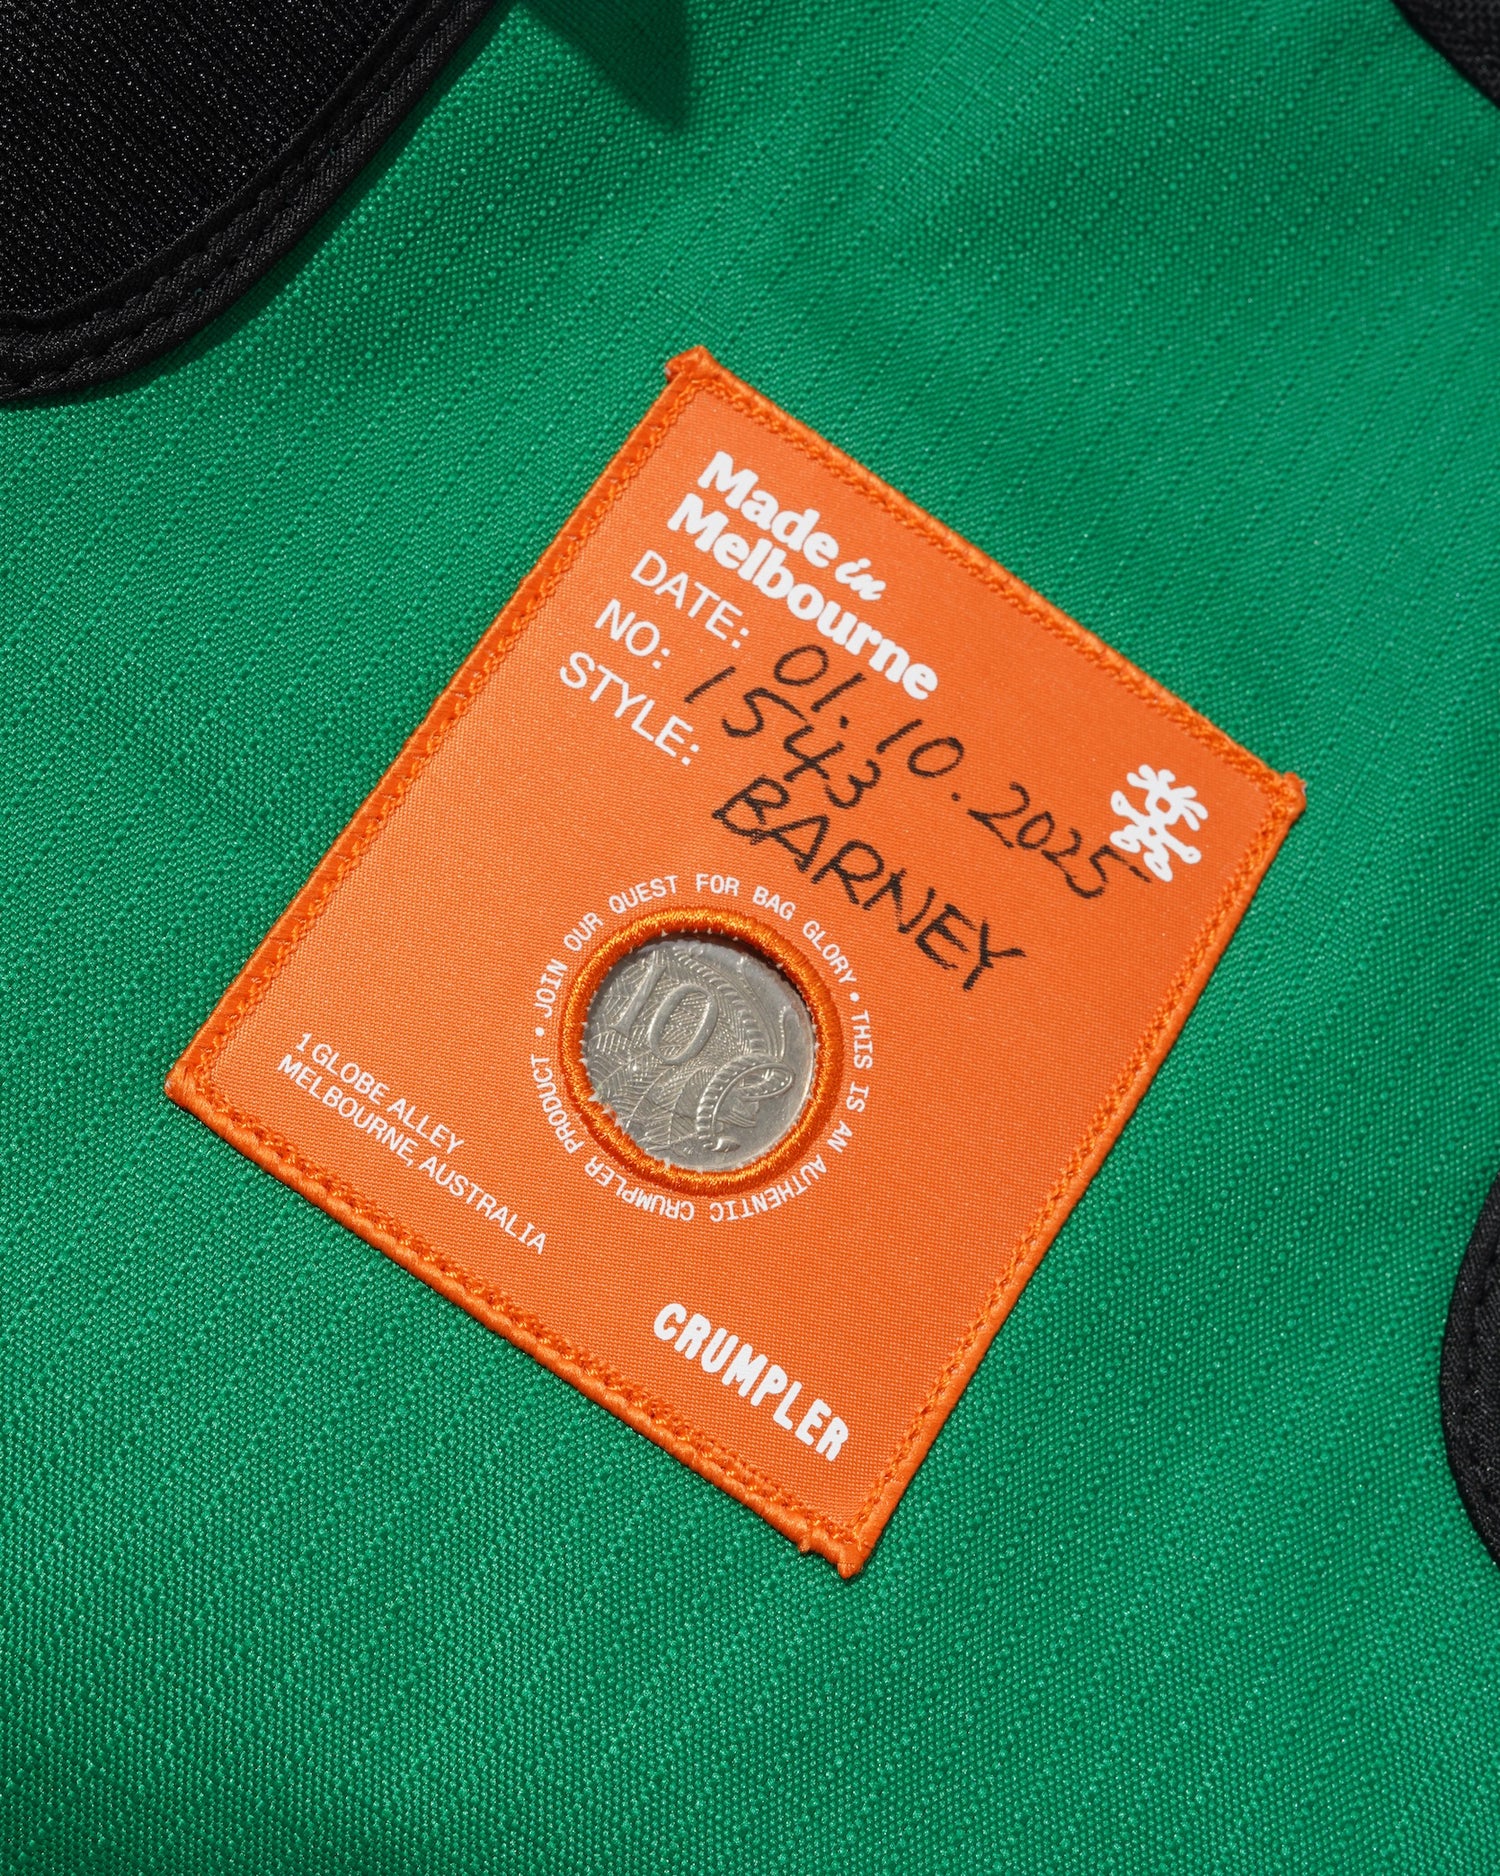 Made in
Melbourne
DATE: 01.10.2025
NO: 1543
STYLE: BARNEY
JOIN OUR QUEST FOR BAG GLORY • THIS IS AN AUTHENTIC CRUMPLER PRODUCT •
10
1 GLOBE ALLEY
MELBOURNE, AUSTRALIA
CRUMPLER